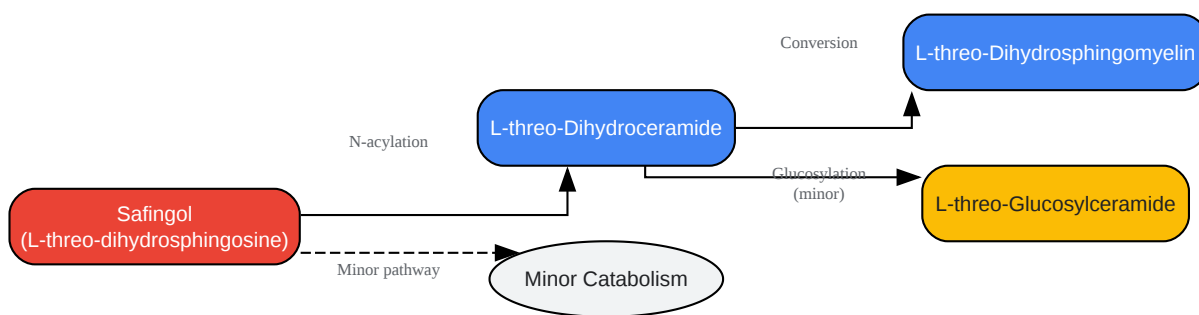 Conversion
L-threo-Dihydrosphingomyelin
N-acylation
L-threo-Dihydroceramide
Glucosylation
(minor)
L-threo-Glucosylceramide
Safingol
(L-threo-dihydrosphingosine)
Minor pathway
Minor Catabolism